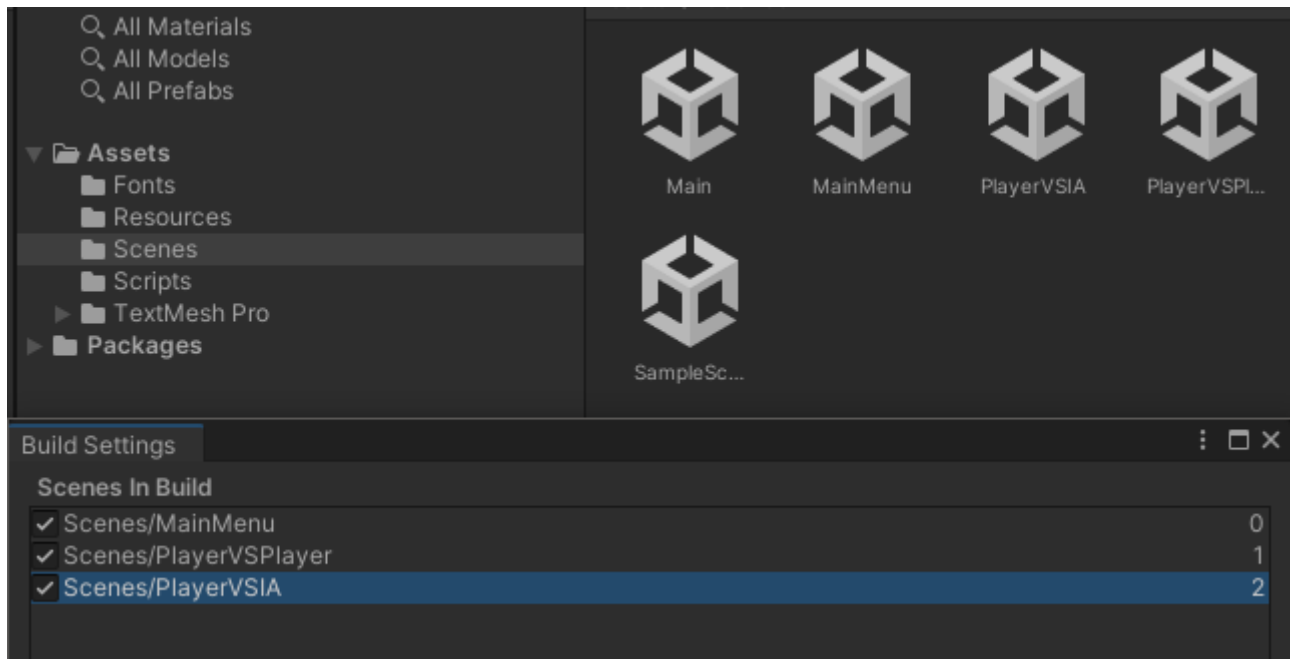 All Materials
All Models
All Prefabs
Assets
Fonts
Resources
Scenes
Scripts
TextMesh Pro
Packages
Main MainMenu PlayerVSIA PlayerVSPl...
SampleSc...
Build Settings
Scenes In Build
Scenes/MainMenu 0
Scenes/PlayerVSPlayer 1
Scenes/PlayerVSIA 2